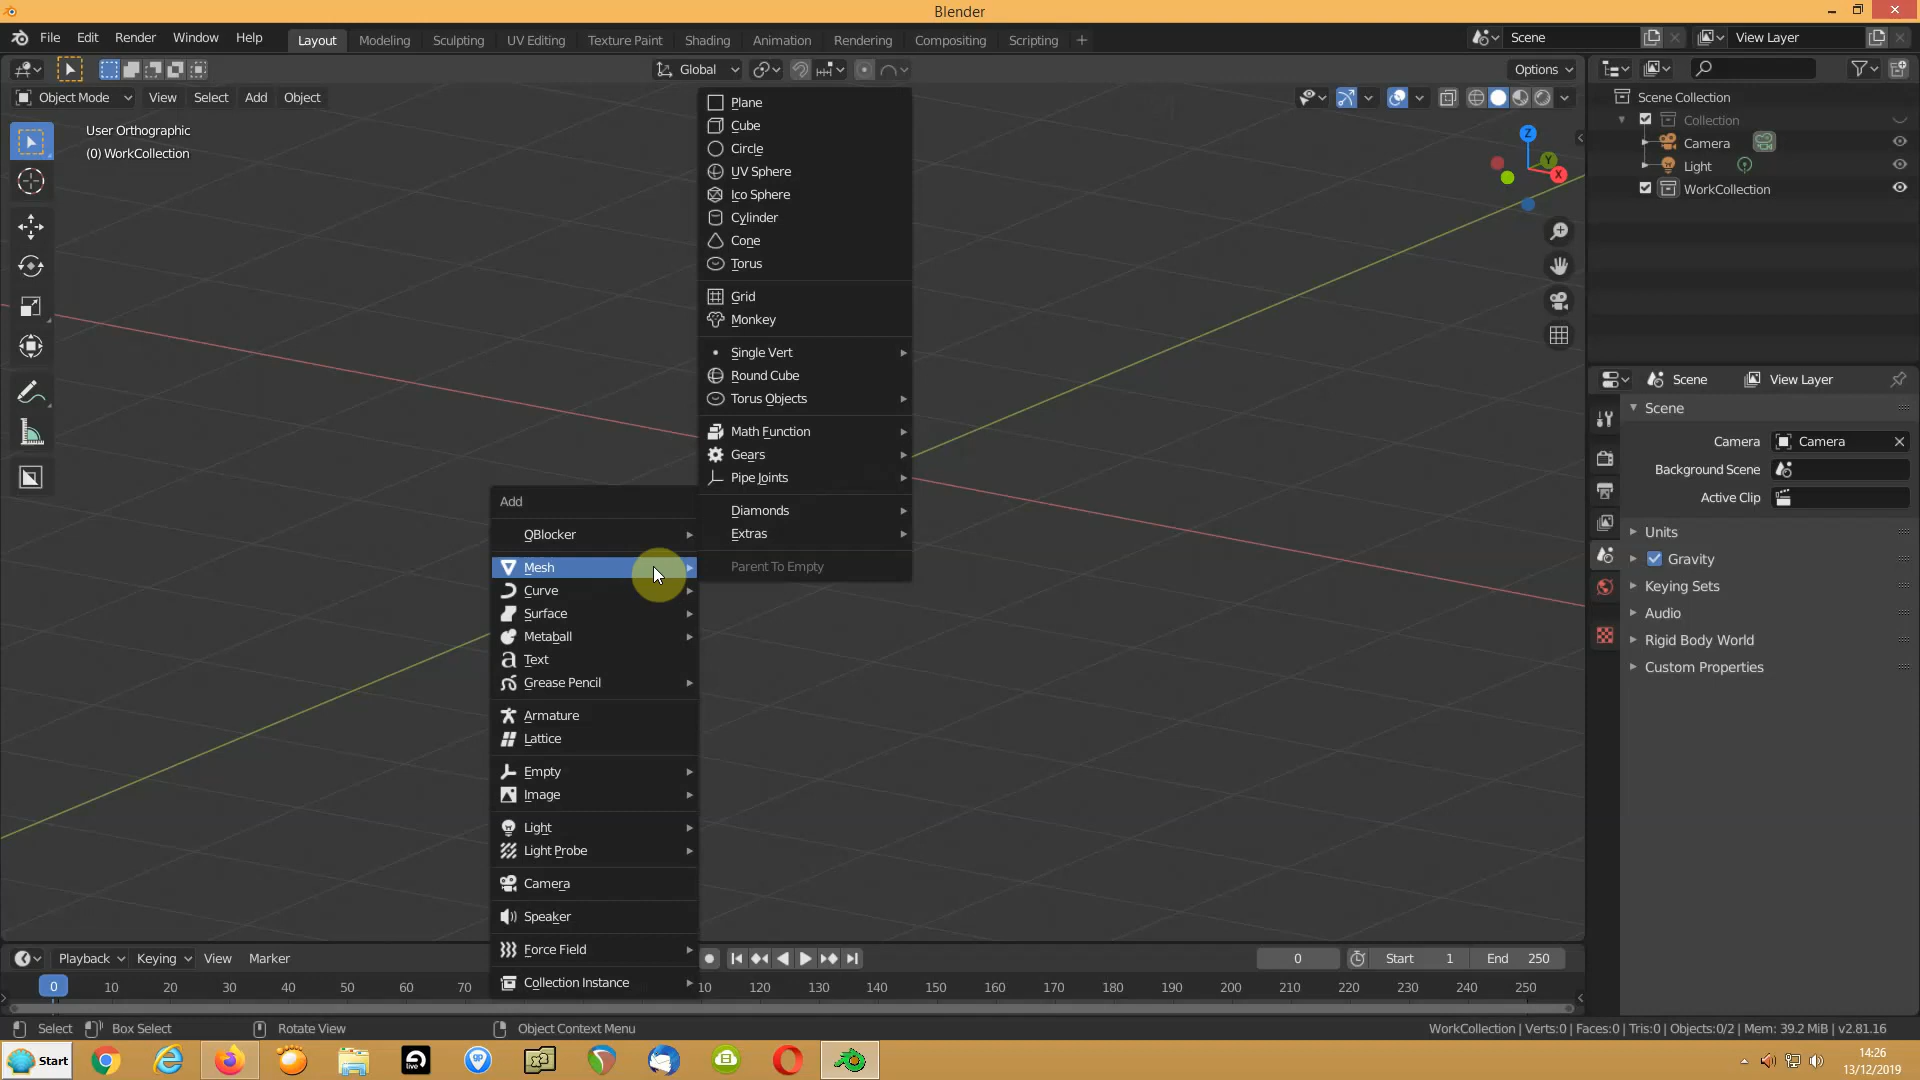 Blender
File Edit Render Window Help Layout Modeling Sculpting UV Editing Texture Paint Shading Animation Rendering Compositing Scripting + Scene View Layer
Global Options
Object Mode View Select Add Object
User Orthographic
(0) WorkCollection
Z
Y
X
Plane
Cube
Circle
UV Sphere
Ico Sphere
Cylinder
Cone
Torus
Grid
Monkey
Single Vert
Round Cube
Torus Objects
Math Function
Gears
Pipe Joints
Diamonds
Extras
Parent To Empty
Add
QBlocker
Mesh
Curve
Surface
Metaball
Text
Grease Pencil
Armature
Lattice
Empty
Image
Light
Light Probe
Camera
Speaker
Force Field
Collection Instance
Scene Collection
Collection
Camera
Light
WorkCollection
Scene View Layer
Scene
Camera Camera
Background Scene
Active Clip
Units
Gravity
Keying Sets
Audio
Rigid Body World
Custom Properties
Playback Keying View Marker 0 Start 1 End 250
0 10 20 30 40 50 60 70 10 120 130 140 150 160 170 180 190 200 210 220 230 240 250
Select Box Select Rotate View Object Context Menu WorkCollection | Verts:0 | Faces:0 | Tris:0 | Objects:0/2 | Mem: 39.2 MiB | v2.81.16
Start live gp 14:26
13/12/2019